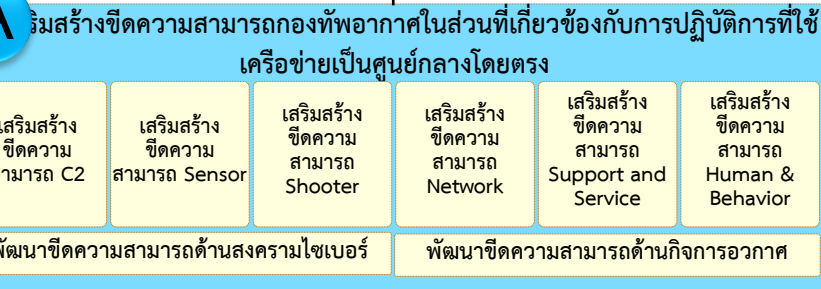 A
ริมสร้างขีดความสามารถกองทัพอากาศในส่วนที่เกี่ยวข้องกับการปฏิบัติการที่ใช้
เครือข่ายเป็นศูนย์กลางโดยตรง
เสริมสร้าง
ขีดความ
ามารถ C2
เสริมสร้าง
ขีดความ
สามารถ Sensor
เสริมสร้าง
ขีดความ
สามารถ
Shooter
เสริมสร้าง
ขีดความ
สามารถ
Network
เสริมสร้าง
ขีดความ
สามารถ
Support and
Service
เสริมสร้าง
ขีดความ
สามารถ
Human &
Behavior
พัฒนาขีดความสามารถด้านสงครามไซเบอร์
พัฒนาขีดความสามารถด้านกิจการอวกาศ